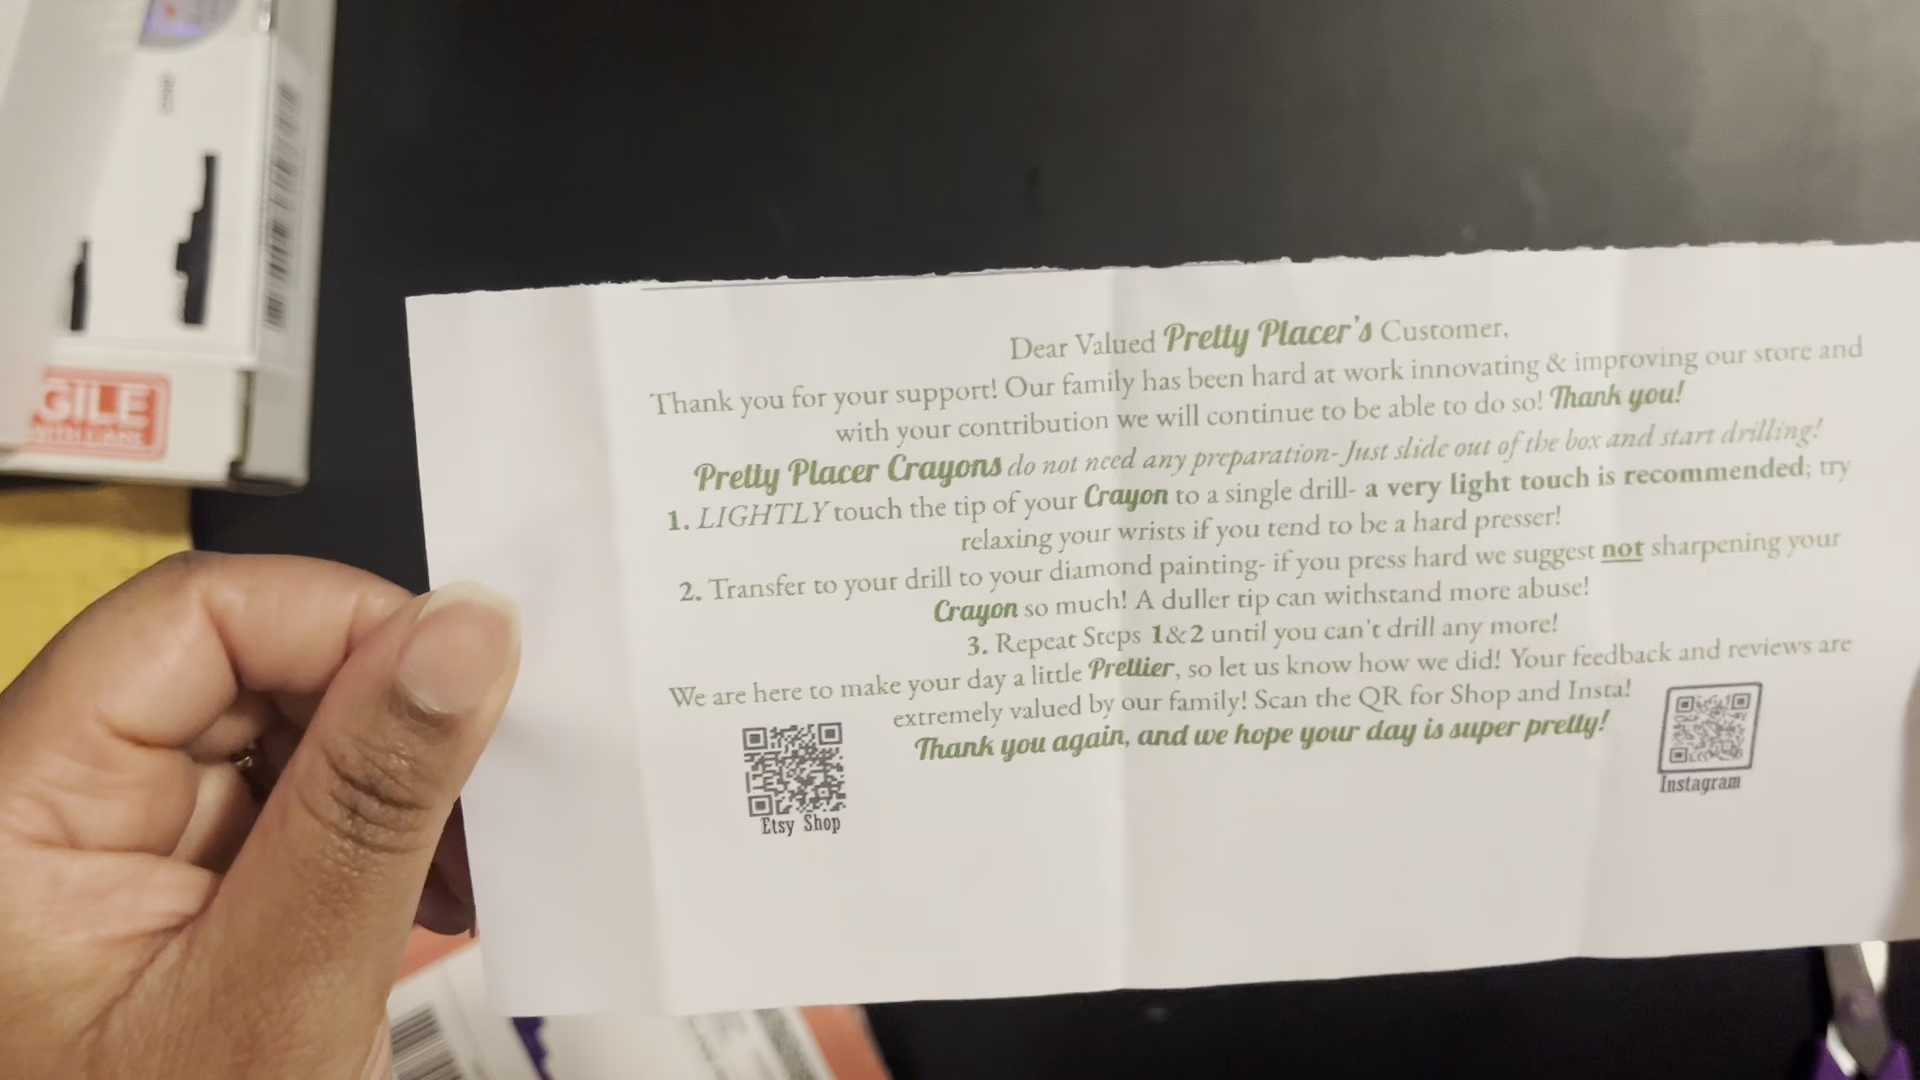 GILE
WITH CARE
Dear Valued Pretty Placer's Customer,
Thank you for your support! Our family has been hard at work innovating & improving our store and
with your contribution we will continue to be able to do so! Thank you!
Pretty Placer Crayons do not need any preparation- Just slide out of the box and start drilling!
1. LIGHTLY touch the tip of your Crayon to a single drill- a very light touch is recommended; try
relaxing your wrists if you tend to be a hard presser!
2. Transfer to your drill to your diamond painting- if you press hard we suggest not sharpening your
Crayon so much! A duller tip can withstand more abuse!
3. Repeat Steps 1&2 until you can't drill any more!
We are here to make your day a little Prettier, so let us know how we did! Your feedback and reviews are
extremely valued by our family! Scan the QR for Shop and Insta!
Thank you again, and we hope your day is super pretty!
Etsy Shop
Instagram